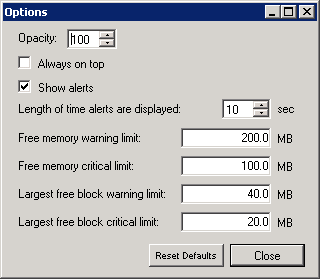 Options
Opacity: 100
Always on top
Show alerts
Length of time alerts are displayed: 10 sec
Free memory warning limit: 200.0 MB
Free memory critical limit: 100.0 MB
Largest free block warning limit: 40.0 MB
Largest free block critical limit: 20.0 MB
Reset Defaults Close